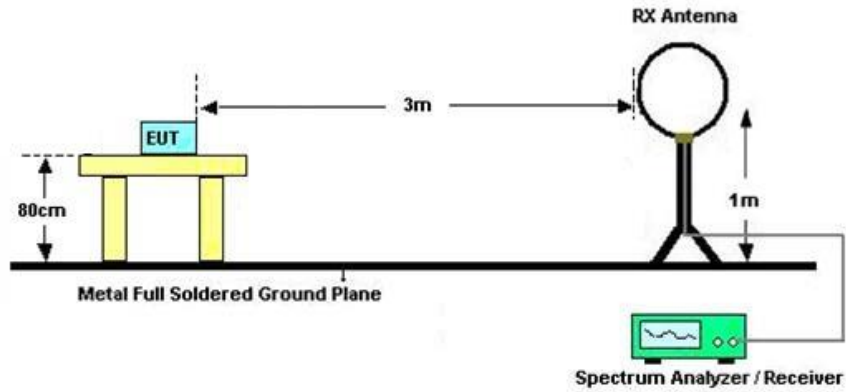 RX Antenna
3m
EUT
80cm
1m
Metal Full Soldered Ground Plane
Spectrum Analyzer / Receiver